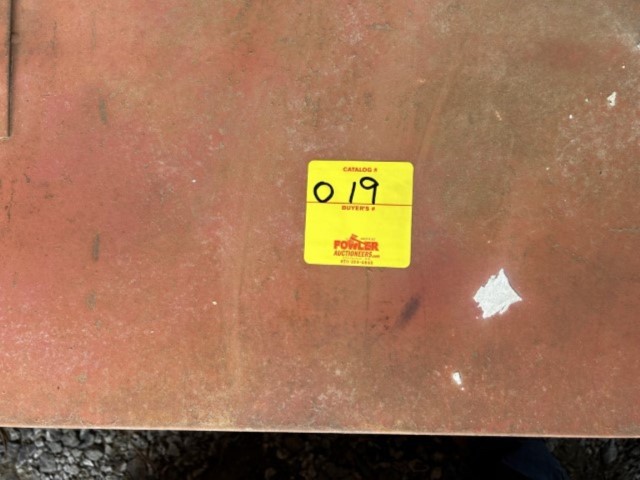 CATALOG #
019
BUYER'S #
FOWLER
AUCTIONEERS.com